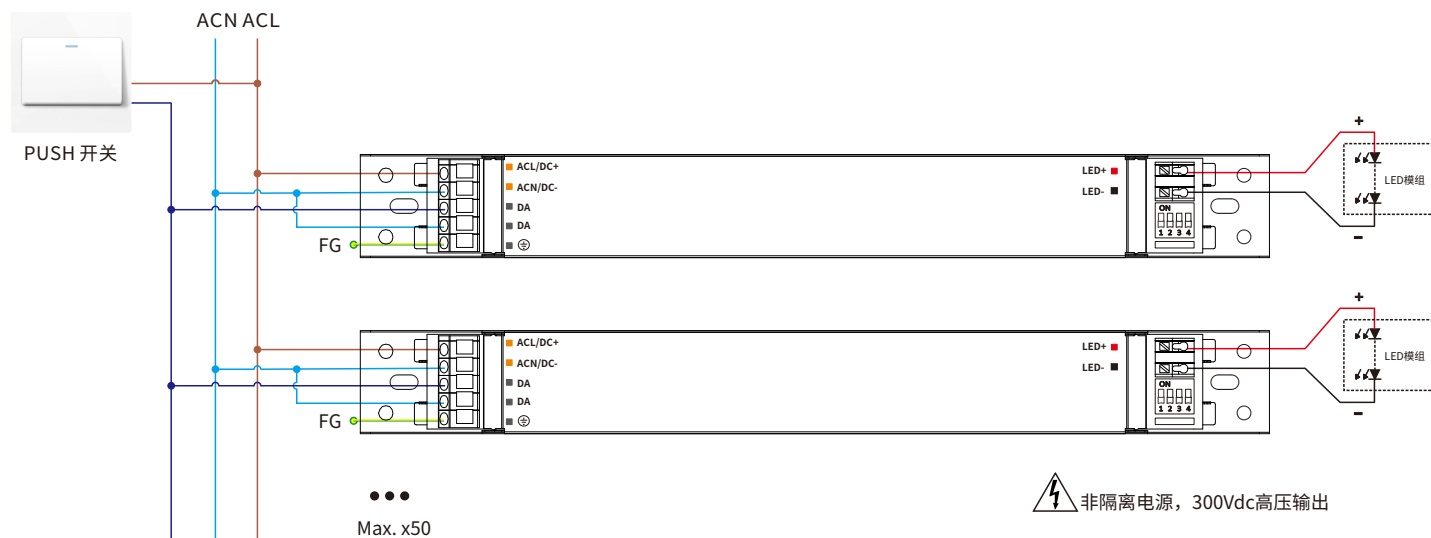 ACN ACL
PUSH 开关
ACL/DC+
ACN/DC-
DA
DA
FG
LED+
LED-
ON
1 2 3 4
+
LED模组
-
ACL/DC+
ACN/DC-
DA
DA
FG
LED+
LED-
ON
1 2 3 4
+
LED模组
-
•••
Max. x50
非隔离电源，300Vdc高压输出